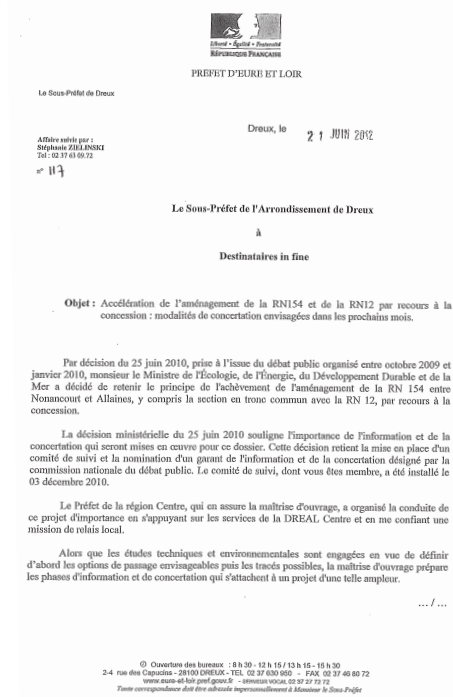 Liberté • Égalité • Fraternité
RÉPUBLIQUE FRANÇAISE
PREFET D'EURE ET LOIR
Le Sous-Préfet de Dreux
Dreux, le 21 JUIN 2012
Affaire suivie par :
Stéphanie ZIELINSKI
Tel : 02 37 63 09.72
n° 117
Le Sous-Préfet de l'Arrondissement de Dreux
à
Destinataires in fine
Objet : Accélération de l'aménagement de la RN154 et de la RN12 par recours à la
concession : modalités de concertation envisagées dans les prochains mois.
Par décision du 25 juin 2010, prise à l'issue du débat public organisé entre octobre 2009 et
janvier 2010, monsieur le Ministre de l'Écologie, de l'Énergie, du Développement Durable et de la
Mer a décidé de retenir le principe de l'achèvement de l'aménagement de la RN 154 entre
Nonancourt et Allaines, y compris la section en tronc commun avec la RN 12, par recours à la
concession.
La décision ministérielle du 25 juin 2010 souligne l'importance de l'information et de la
concertation qui seront mises en œuvre pour ce dossier. Cette décision retient la mise en place d'un
comité de suivi et la nomination d'un garant de l'information et de la concertation désigné par la
commission nationale du débat public. Le comité de suivi, dont vous êtes membre, a été installé le
03 décembre 2010.
Le Préfet de la région Centre, qui en assure la maîtrise d'ouvrage, a organisé la conduite de
ce projet d'importance en s'appuyant sur les services de la DREAL Centre et en me confiant une
mission de relais local.
Alors que les études techniques et environnementales sont engagées en vue de définir
d'abord les options de passage envisageables puis les tracés possibles, la maîtrise d'ouvrage prépare
les phases d'information et de concertation qui s'attachent à un projet d'une telle ampleur.
.../...
Ouverture des bureaux : 8 h 30 - 12 h 15 / 13 h 15 - 15 h 30
2-4 rue des Capucins - 28100 DREUX - TEL 02 37 630 950 - FAX 02 37 46 80 72
www.eure-et-loir.pref.gouv.fr - SERVEUR VOCAL 02 37 27 72 72
Toute correspondance doit être adressée impersonnellement à Monsieur le Sous-Préfet